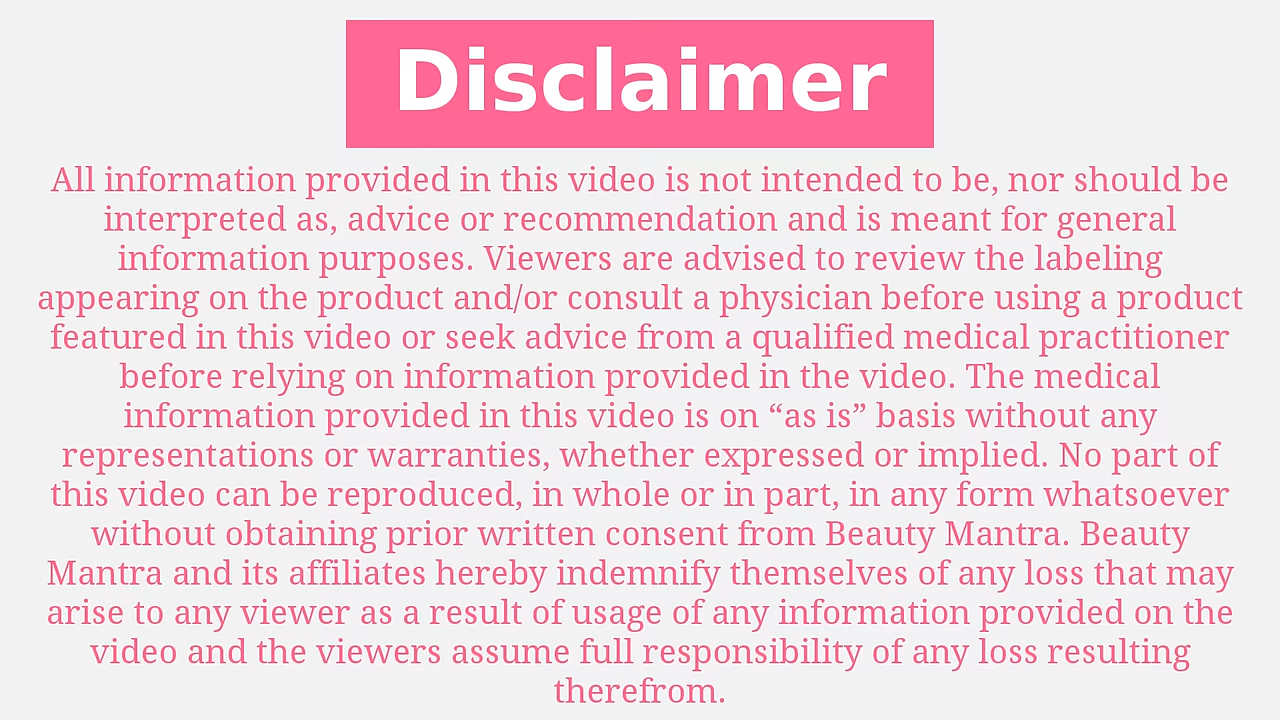 Disclaimer
All information provided in this video is not intended to be, nor should be
interpreted as, advice or recommendation and is meant for general
information purposes. Viewers are advised to review the labeling
appearing on the product and/or consult a physician before using a product
featured in this video or seek advice from a qualified medical practitioner
before relying on information provided in the video. The medical
information provided in this video is on “as is” basis without any
representations or warranties, whether expressed or implied. No part of
this video can be reproduced, in whole or in part, in any form whatsoever
without obtaining prior written consent from Beauty Mantra. Beauty
Mantra and its affiliates hereby indemnify themselves of any loss that may
arise to any viewer as a result of usage of any information provided on the
video and the viewers assume full responsibility of any loss resulting
therefrom.